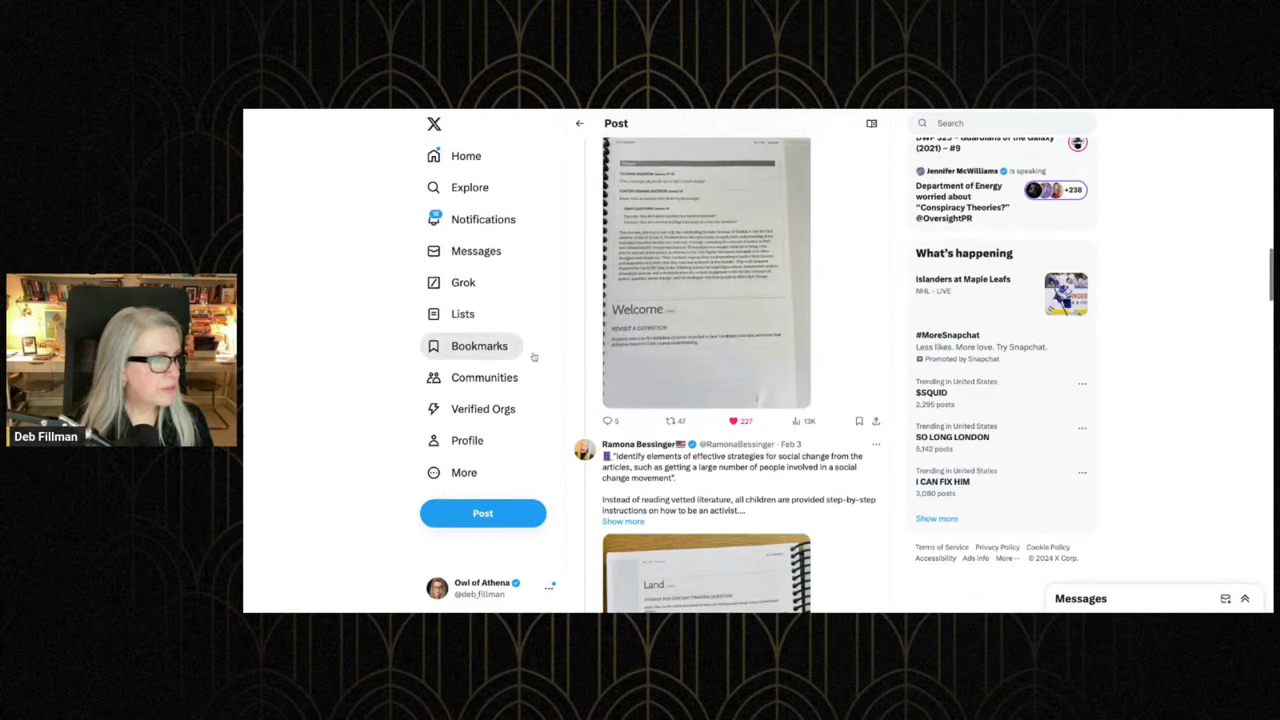 Home
Explore
Notifications
Messages
Grok
Lists
Bookmarks
Communities
Verified Orgs
Profile
More
Post
Owl of Athena
@deb_fillman
Deb Fillman
Post
Welcome
REVISIT A DEFINITION
5
47
227
13K
Ramona Bessinger @RamonaBessinger · Feb 3
"Identify elements of effective strategies for social change from the
articles, such as getting a large number of people involved in a social
change movement".
Instead of reading vetted literature, all children are provided step-by-step
instructions on how to be an activist....
Show more
Land
Search
DWP 325 – Guardians of the Galaxy
(2021) – #9
Jennifer McWilliams is speaking
Department of Energy
worried about
"Conspiracy Theories?"
@OversightPR
+238
What's happening
Islanders at Maple Leafs
NHL · LIVE
#MoreSnapchat
Less likes. More love. Try Snapchat.
Promoted by Snapchat
Trending in United States
$SQUID
2,295 posts
Trending in United States
SO LONG LONDON
5,142 posts
Trending in United States
I CAN FIX HIM
3,080 posts
Show more
Terms of Service Privacy Policy Cookie Policy
Accessibility Ads info More ··· © 2024 X Corp.
Messages